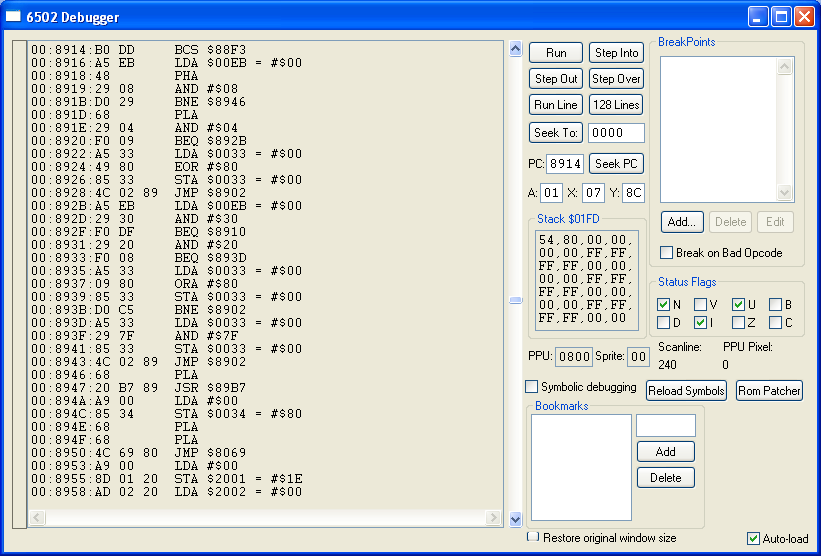 6502 Debugger
00:8914:B0 DD     BCS $88F3
00:8916:A5 EB     LDA $00EB = #$00
00:8918:48        PHA
00:8919:29 08     AND #$08
00:891B:D0 29     BNE $8946
00:891D:68        PLA
00:891E:29 04     AND #$04
00:8920:F0 09     BEQ $892B
00:8922:A5 33     LDA $0033 = #$00
00:8924:49 80     EOR #$80
00:8926:85 33     STA $0033 = #$00
00:8928:4C 02 89  JMP $8902
00:892B:A5 EB     LDA $00EB = #$00
00:892D:29 30     AND #$30
00:892F:F0 DF     BEQ $8910
00:8931:29 20     AND #$20
00:8933:F0 08     BEQ $893D
00:8935:A5 33     LDA $0033 = #$00
00:8937:09 80     ORA #$80
00:8939:85 33     STA $0033 = #$00
00:893B:D0 C5     BNE $8902
00:893D:A5 33     LDA $0033 = #$00
00:893F:29 7F     AND #$7F
00:8941:85 33     STA $0033 = #$00
00:8943:4C 02 89  JMP $8902
00:8946:68        PLA
00:8947:20 B7 89  JSR $89B7
00:894A:A9 00     LDA #$00
00:894C:85 34     STA $0034 = #$80
00:894E:68        PLA
00:894F:68        PLA
00:8950:4C 69 80  JMP $8069
00:8953:A9 00     LDA #$00
00:8955:8D 01 20  STA $2001 = #$1E
00:8958:AD 02 20  LDA $2002 = #$00
Run Step Into
Step Out Step Over
Run Line 128 Lines
Seek To: 0000
PC: 8914 Seek PC
A: 01 X: 07 Y: 8C
Stack $01FD
54,80,00,00,
00,00,FF,FF,
FF,FF,00,00,
00,00,FF,FF,
FF,FF,00,00,
00,00,FF,FF,
FF,FF,00,00
PPU: 0800 Sprite: 00
BreakPoints
Add... Delete Edit
Break on Bad Opcode
Status Flags
N V U B
D I Z C
Scanline: PPU Pixel:
240 0
Symbolic debugging Reload Symbols Rom Patcher
Bookmarks
Add
Delete
Restore original window size Auto-load